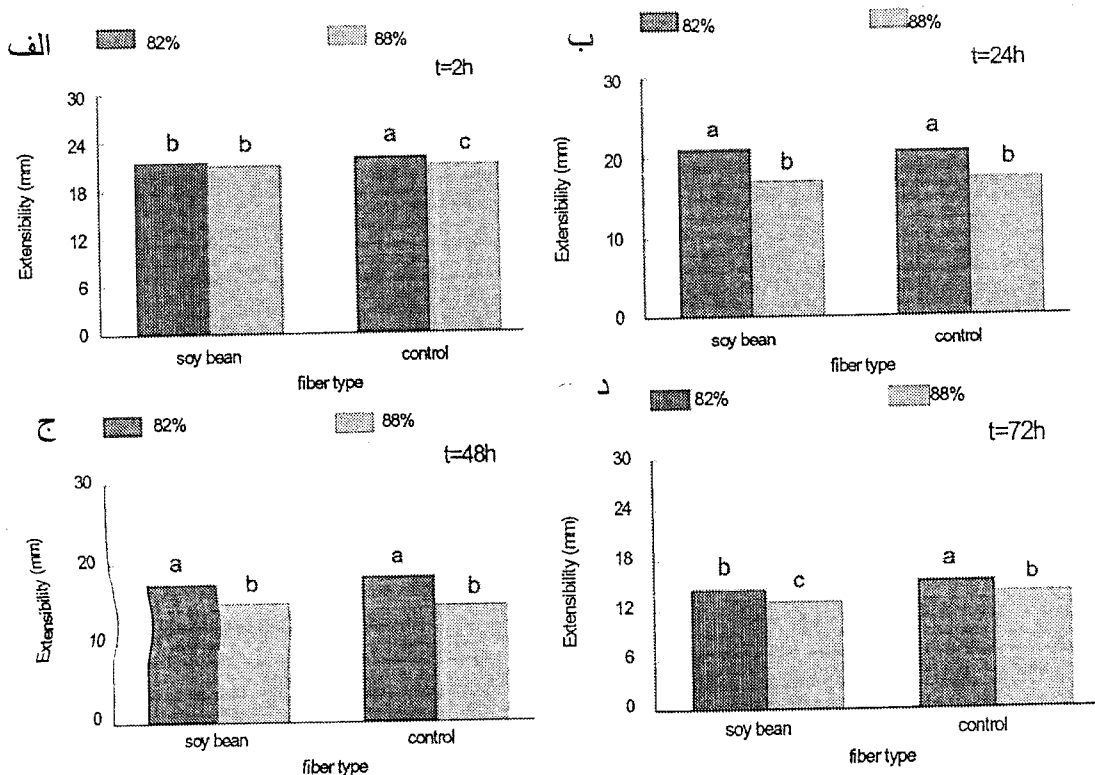 الف
82%
88%
t=2h
30
24
18
12
6
0
Extensibility (mm)
b
b
a
c
soy bean
control
fiber type
ب
82%
88%
t=24h
30
20
10
0
Extensibility (mm)
a
b
a
b
soy bean
control
fiber type
ج
82%
88%
t=48h
30
20
10
0
Extensibility (mm)
a
b
a
b
soy bean
control
fiber type
د
82%
88%
t=72h
30
24
18
12
6
0
Extensibility (mm)
b
c
a
b
soy bean
control
fiber type